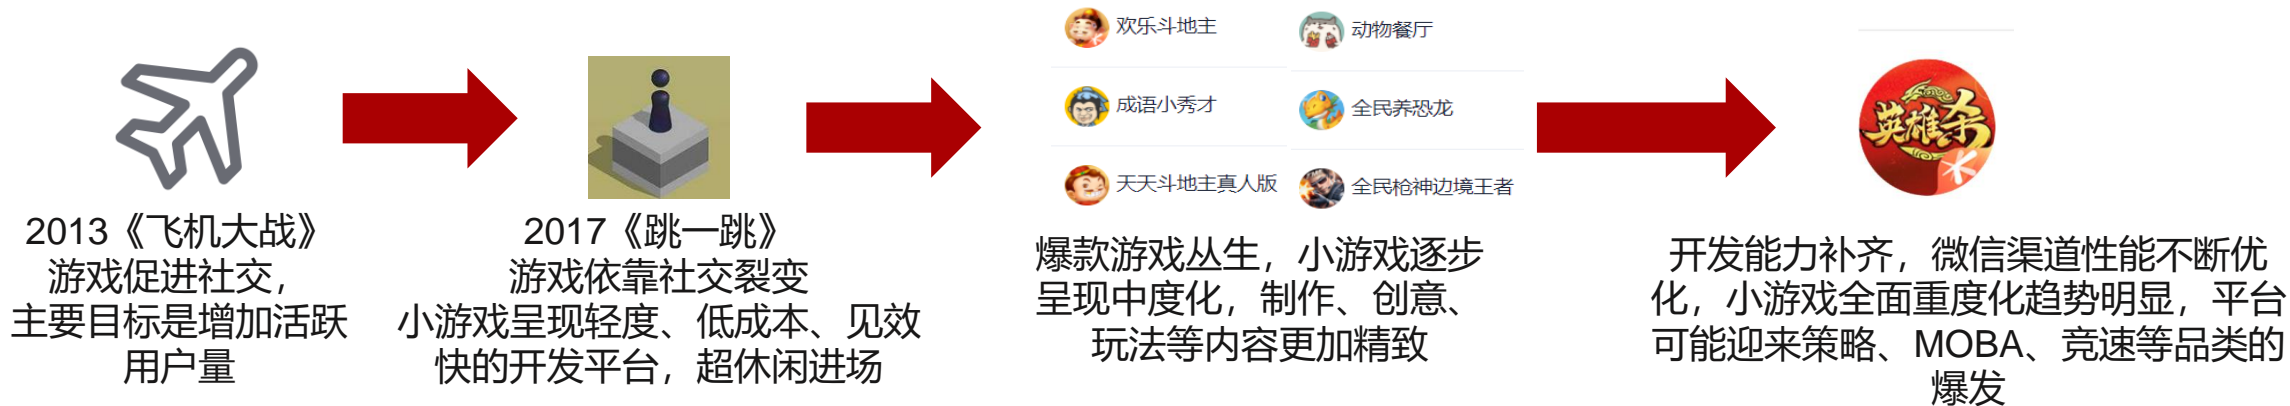 2013《飞机大战》
游戏促进社交，
主要目标是增加活跃
用户量
2017《跳一跳》
游戏依靠社交裂变
小游戏呈现轻度、低成本、见效
快的开发平台，超休闲进场
欢乐斗地主
动物餐厅
成语小秀才
全民养恐龙
天天斗地主真人版
全民枪神边境王者
爆款游戏丛生，小游戏逐步
呈现中度化，制作、创意、
玩法等内容更加精致
英雄杀
开发能力补齐，微信渠道性能不断优
化，小游戏全面重度化趋势明显，平台
可能迎来策略、MOBA、竞速等品类的
爆发